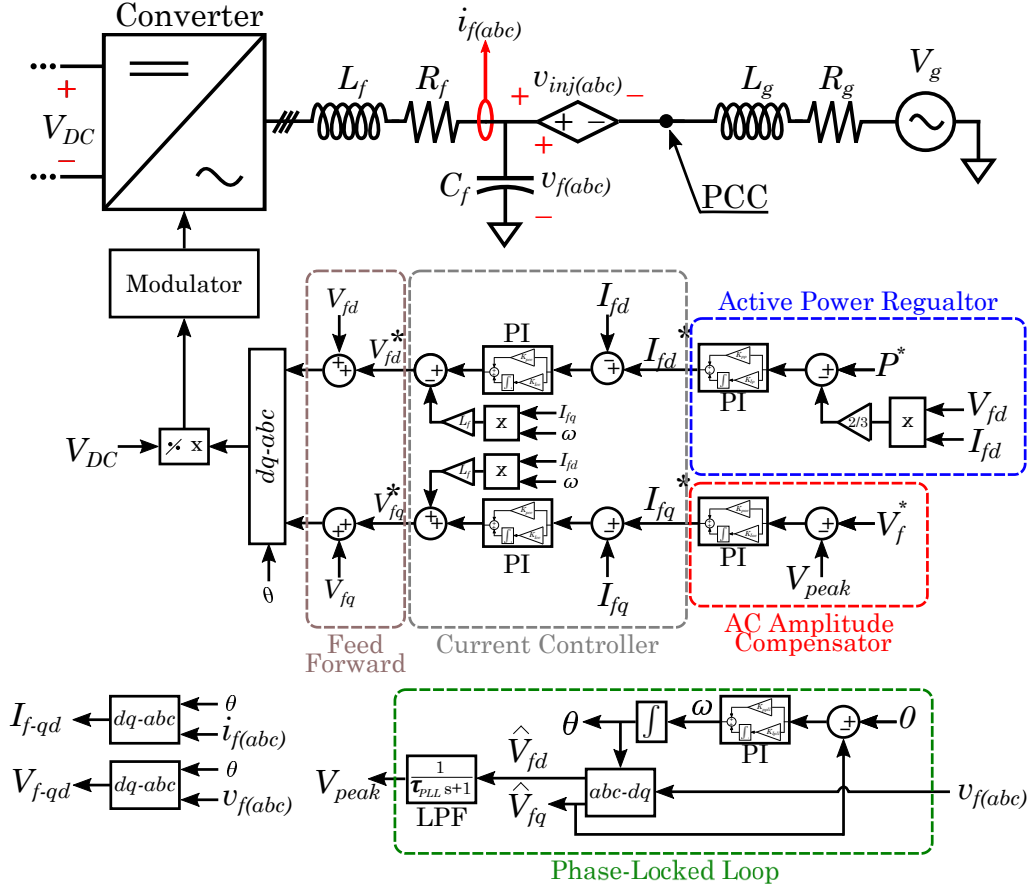 Converter
i_f(abc)
V_DC
+
−
L_f
R_f
+
v_inj(abc)
−
+ −
L_g
R_g
V_g
C_f
+
v_f(abc)
−
PCC
Modulator
V_fd
I_fd
Active Power Regualtor
V_fd*
PI
I_fd*
PI
P*
2/3
x
V_fd
I_fd
L_f
x
I_fq
ω
V_DC
x
dq-abc
L_f
x
I_fd
ω
V_fq*
PI
I_fq*
PI
V_f*
V_peak
θ
V_fq
I_fq
Feed
Forward
Current Controller
AC Amplitude
Compensator
I_f-qd
dq-abc
θ
i_f(abc)
V_f-qd
dq-abc
θ
v_f(abc)
θ
∫
ω
PI
0
V_peak
1
τ_PLL s+1
LPF
V̂_fd
V̂_fq
abc-dq
v_f(abc)
Phase-Locked Loop